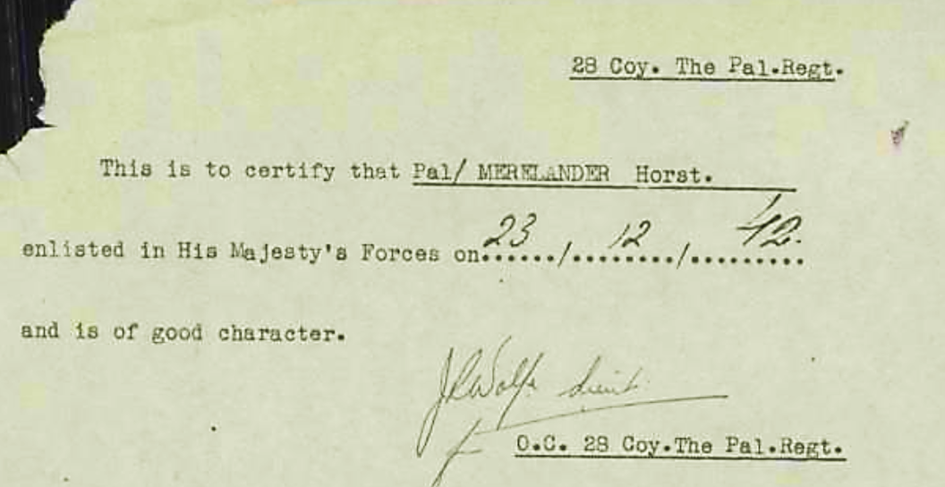 28 Coy. The Pal.Regt.
This is to certify that Pal/ MERELANDER Horst.
enlisted in His Majesty's Forces on 23/12/42.
and is of good character.
Lieut
O.C. 28 Coy.The Pal.Regt.